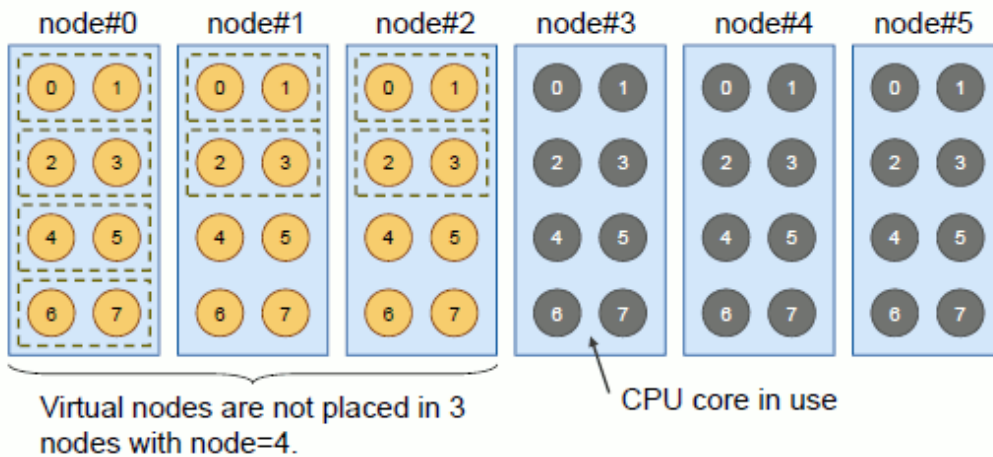 node#0 node#1 node#2 node#3 node#4 node#5
0 1 0 1 0 1 0 1 0 1 0 1
2 3 2 3 2 3 2 3 2 3 2 3
4 5 4 5 4 5 4 5 4 5 4 5
6 7 6 7 6 7 6 7 6 7 6 7
Virtual nodes are not placed in 3
nodes with node=4.
CPU core in use